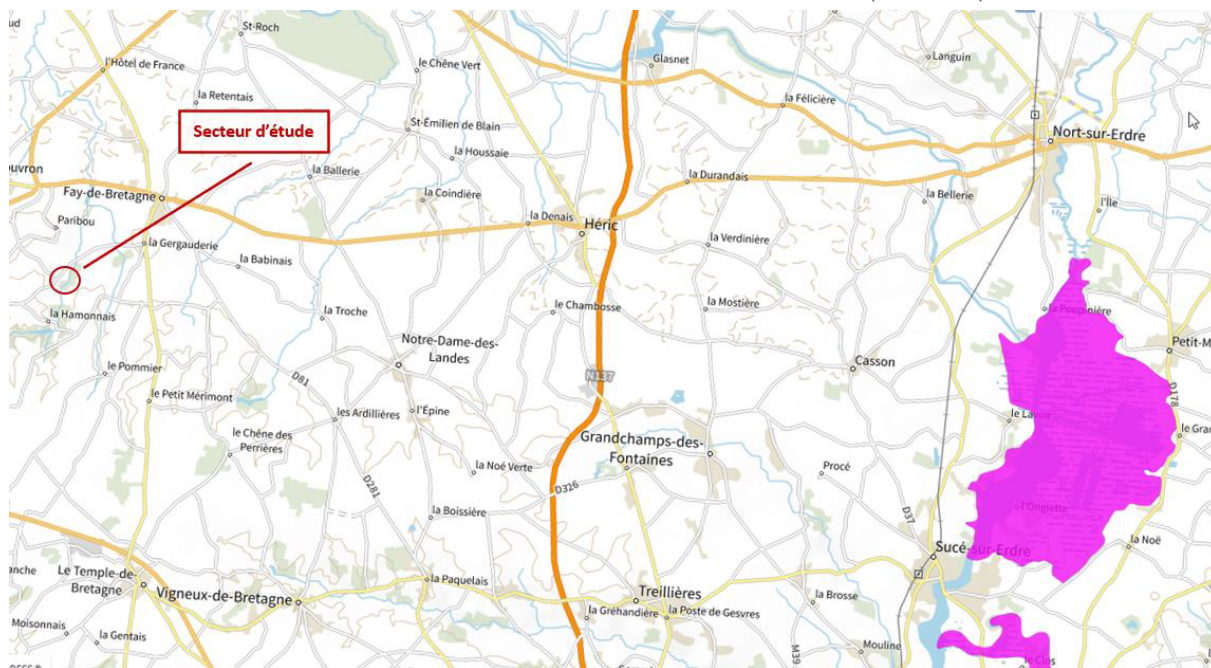 St-Roch
Glasnet
Languin
l'Hôtel de France
le Chêne Vert
la Retentais
la Félicière
Secteur d'étude
St-Émilien de Blain
Nort-sur-Erdre
la Houssaie
la Ballerie
la Durandais
Fay-de-Bretagne
la Coindière
la Bellerie
l'Île
Paribou
la Denais
Héric
la Gergauderie
la Verdinière
la Babinais
la Hamonnais
la Troche
le Chambosse
la Mostière
la Poupinière
Notre-Dame-des-
Landes
Petit-M
le Pommier
D81
N137
Casson
D178
le Petit Mérimont
les Ardillières
l'Épine
le Gra
le Chêne des
Perrières
Grandchamps-des-
Fontaines
la Noë Verte
Procé
D281
D326
l'Onglette
D37
la Boissière
la Noë
Sucé-sur-Erdre
Le Temple-de-
Bretagne
la Paquelais
Vigneux-de-Bretagne
Treillières
la Brosse
la Gréhandière
la Poste de Gesvres
Moisonnais
la Gentais
Mouline
M39
le Clos